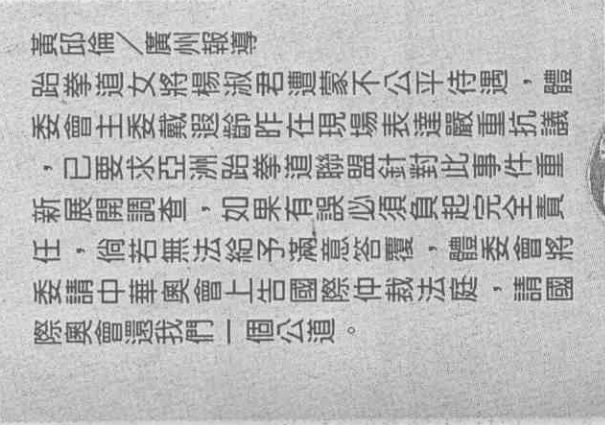 黃邱倫／廣州報導
跆拳道女將楊淑君遭蒙不公平待遇，體
委會主委戴遐齡昨在現場表達嚴重抗議
，已要求亞洲跆拳道聯盟針對此事件重
新展開調查，如果有誤必須負起完全責
任，倘若無法給予滿意答覆，體委會將
委請中華奧會上告國際仲裁法庭，請國
際奧會還我們一個公道。